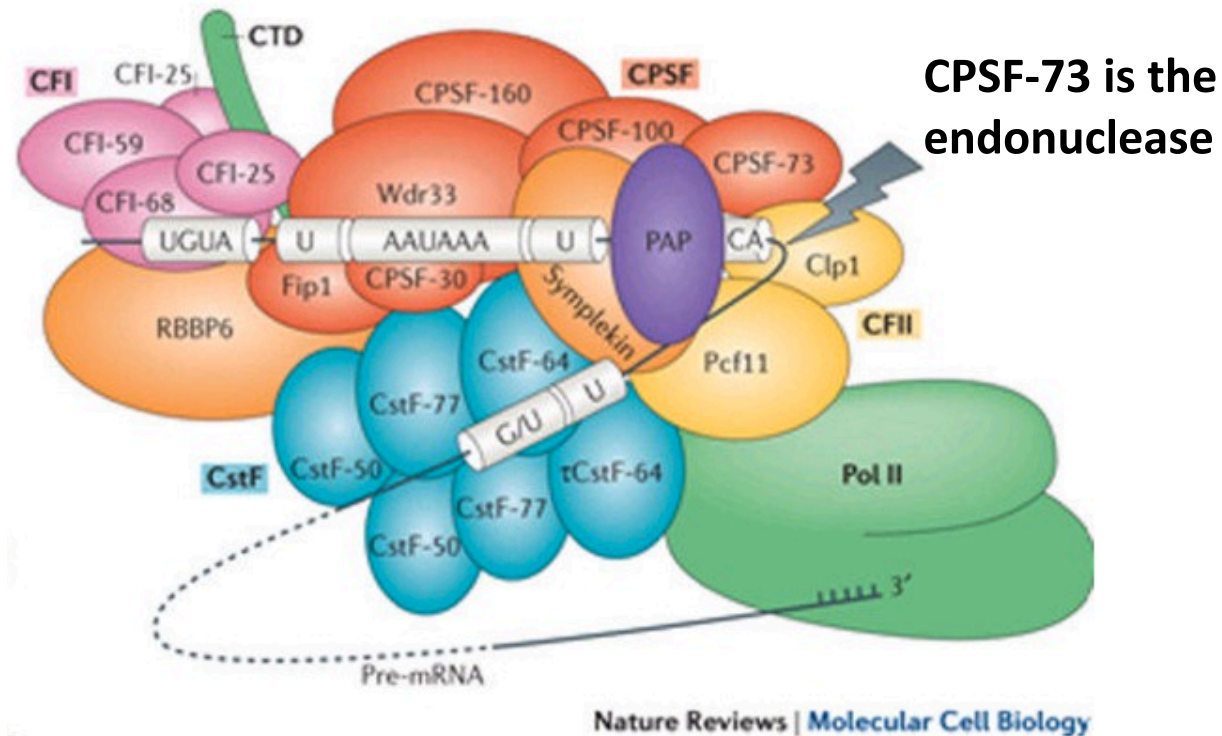 CTD
CFI
CFI-25
CPSF
CPSF-160
CPSF-73 is the
endonuclease
CFI-59
CPSF-100
CPSF-73
CFI-25
CFI-68
Wdr33
UGUA
U
AAUAAA
U
PAP
CA
Clp1
Fip1
CPSF-30
Symplekin
RBBP6
CFII
CstF-64
Pcf11
CstF-77
G/U
U
CstF
CstF-50
τCstF-64
Pol II
CstF-77
CstF-50
3′
Pre-mRNA
Nature Reviews | Molecular Cell Biology